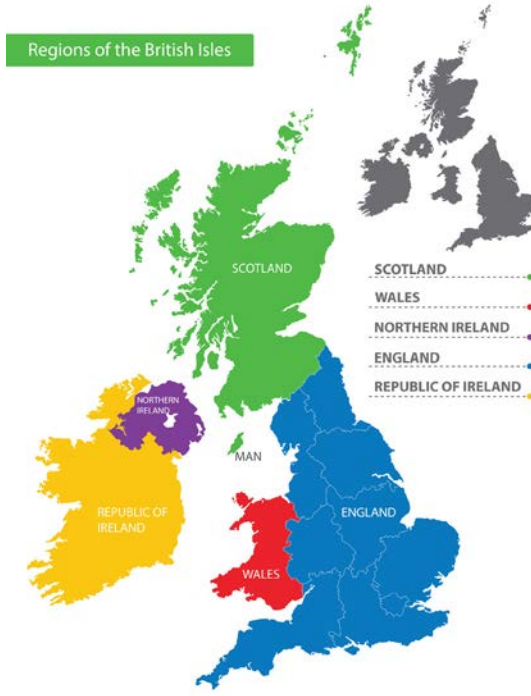 Regions of the British Isles
SCOTLAND
SCOTLAND
WALES
NORTHERN IRELAND
ENGLAND
REPUBLIC OF IRELAND
NORTHERN
IRELAND
MAN
REPUBLIC OF
IRELAND
ENGLAND
WALES